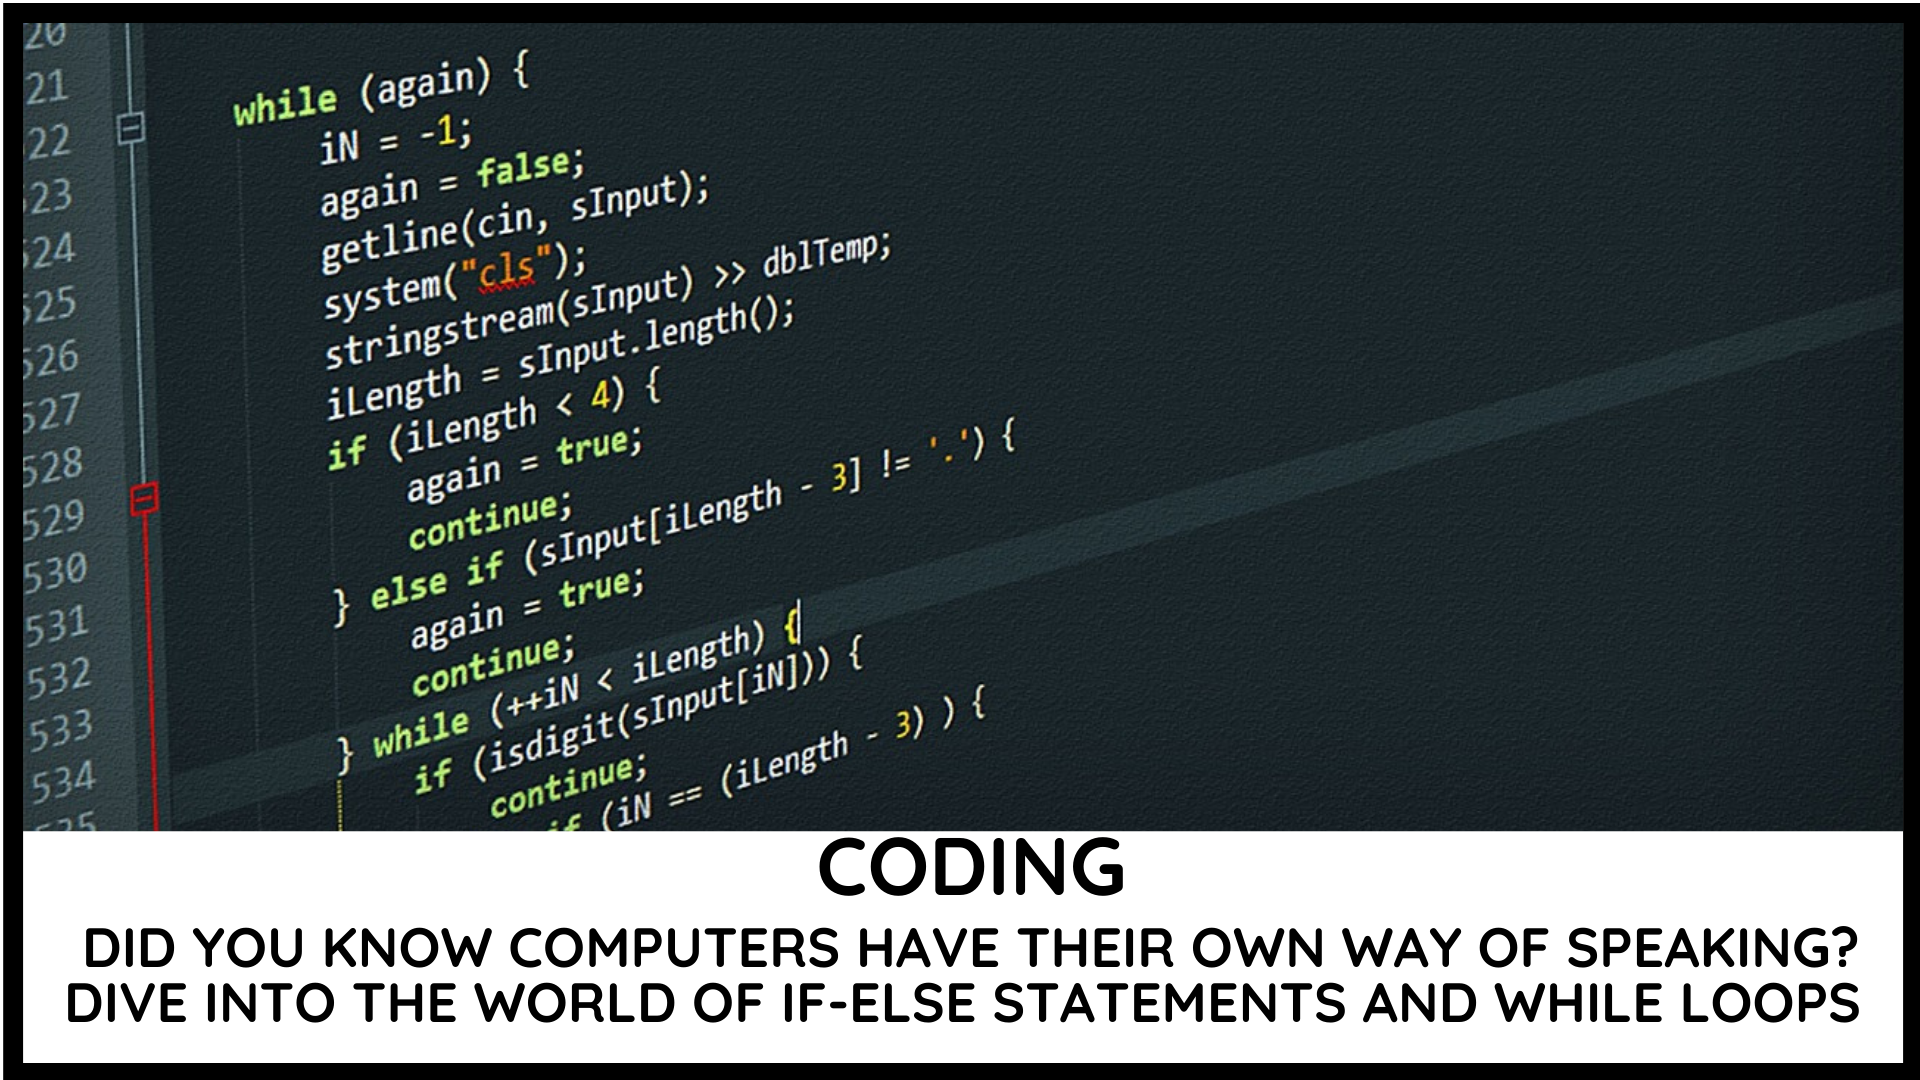 20
21
22
523
524
525
526
527
528
529
530
531
532
533
534
535
while (again) {
iN = -1;
again = false;
getline(cin, sInput);
system("cls");
stringstream(sInput) >> dblTemp;
iLength = sInput.length();
if (iLength < 4) {
again = true;
continue;
} else if (sInput[iLength - 3] != '.') {
again = true;
continue;
} while (++iN < iLength) {
if (isdigit(sInput[iN])) {
continue;
if (iN == (iLength - 3) ) {
CODING
DID YOU KNOW COMPUTERS HAVE THEIR OWN WAY OF SPEAKING?
DIVE INTO THE WORLD OF IF-ELSE STATEMENTS AND WHILE LOOPS